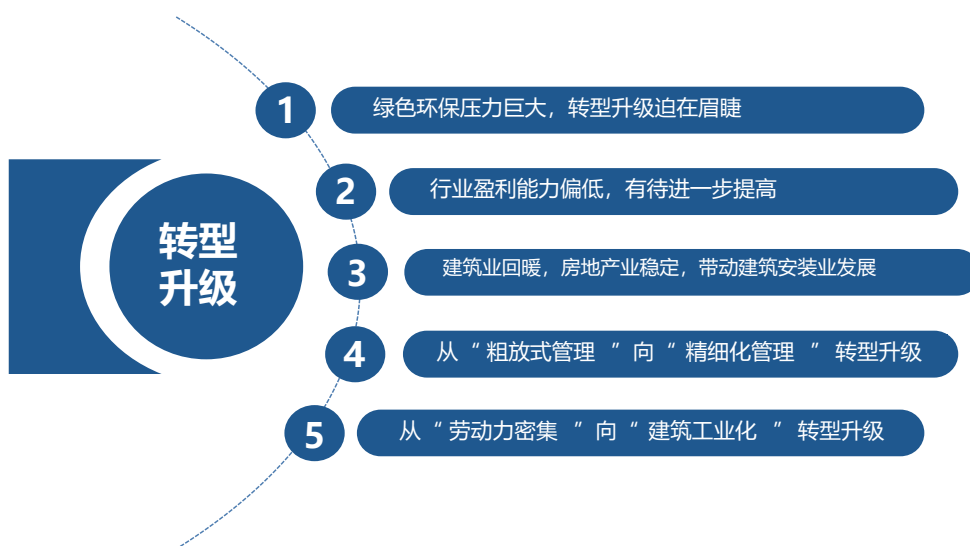 转型
升级
1
绿色环保压力巨大，转型升级迫在眉睫
2
行业盈利能力偏低，有待进一步提高
3
建筑业回暖，房地产业稳定，带动建筑安装业发展
4
从“粗放式管理 ”向“ 精细化管理 ” 转型升级
5
从“劳动力密集 ”向“ 建筑工业化 ” 转型升级